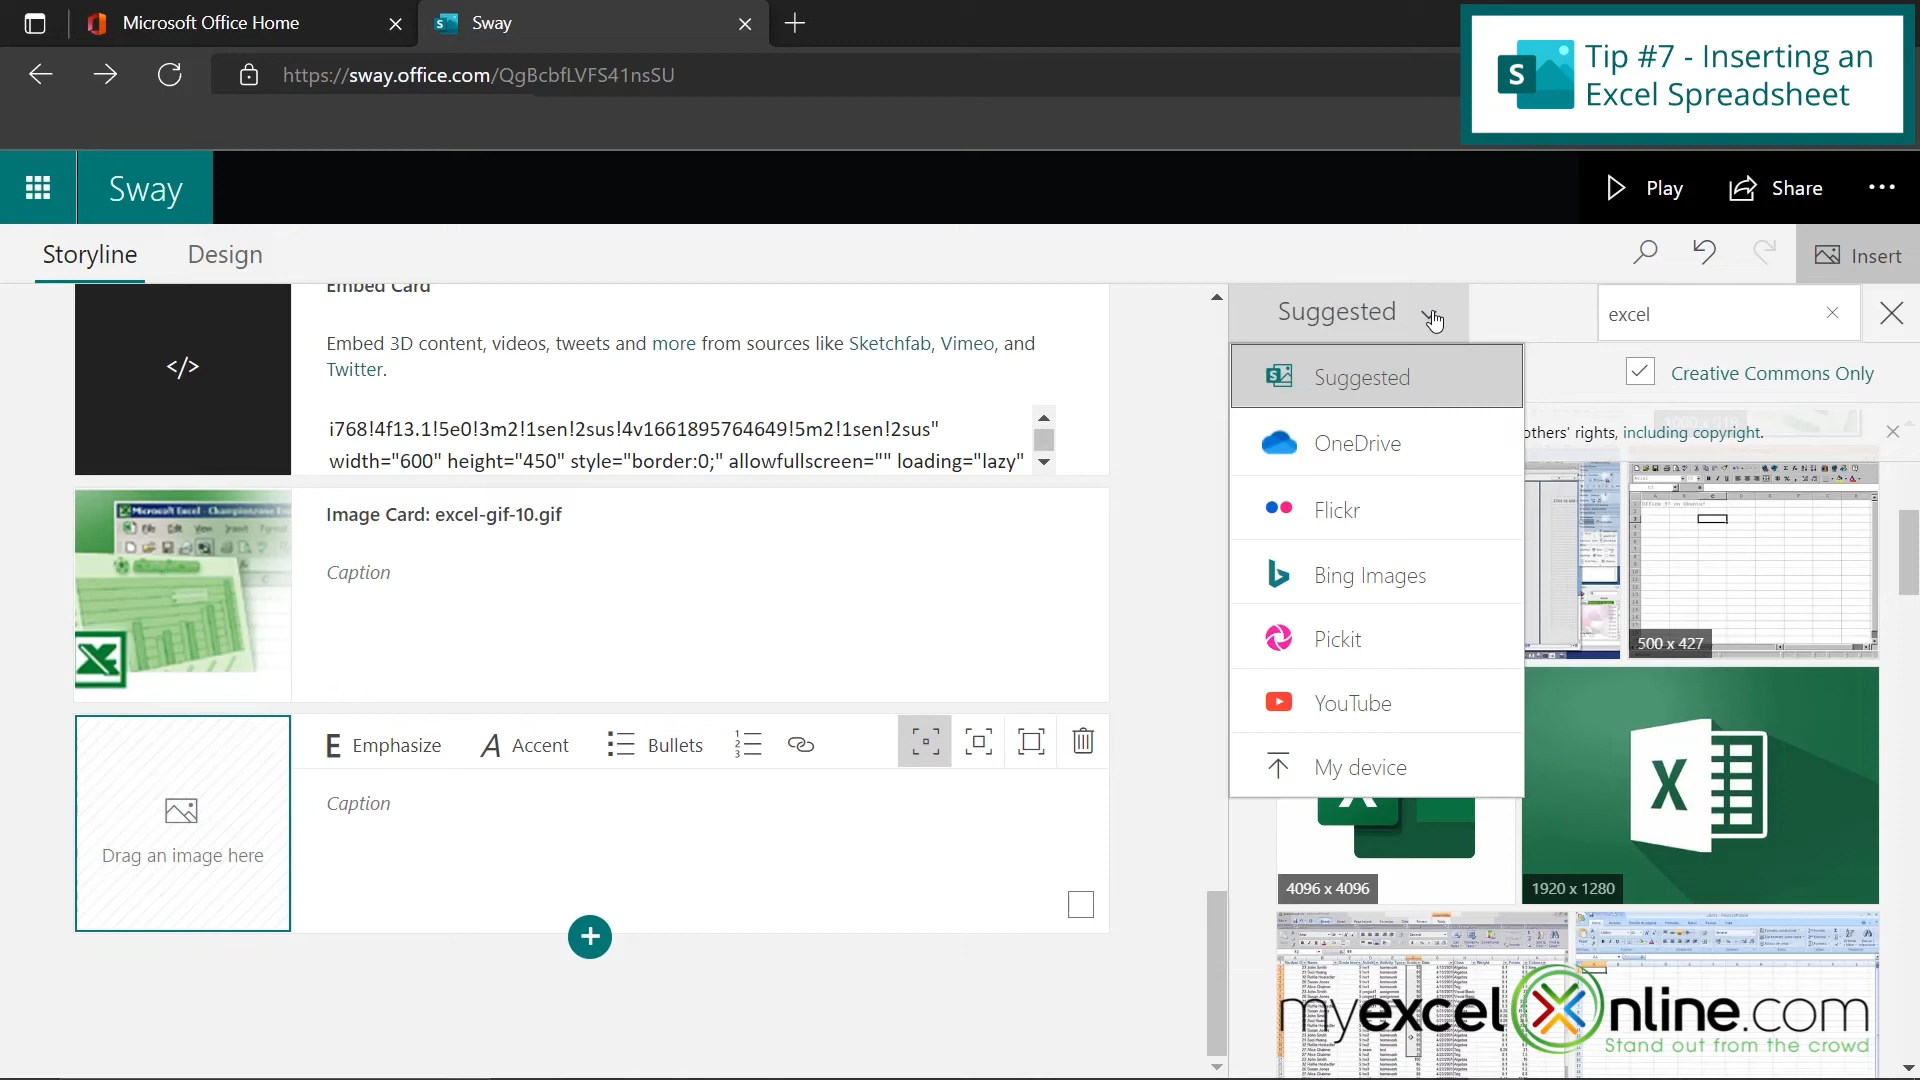 Microsoft Office Home
Sway
Tip #7 - Inserting an
Excel Spreadsheet
https://sway.office.com/QgBcbfLVFS41nsSU
Sway
Play
Share
Storyline
Design
Insert
Embed Card
Embed 3D content, videos, tweets and more from sources like Sketchfab, Vimeo, and
Twitter.
</>
i768!4f13.1!5e0!3m2!1sen!2sus!4v1661895764649!5m2!1sen!2sus"
width="600" height="450" style="border:0;" allowfullscreen="" loading="lazy"
Image Card: excel-gif-10.gif
Caption
E Emphasize
A Accent
Bullets
Caption
Drag an image here
Suggested
excel
Creative Commons Only
others' rights, including copyright.
Suggested
OneDrive
Flickr
Bing Images
Pickit
YouTube
My device
500 x 427
4096 x 4096
1920 x 1280
myexcelonline.com
Stand out from the crowd